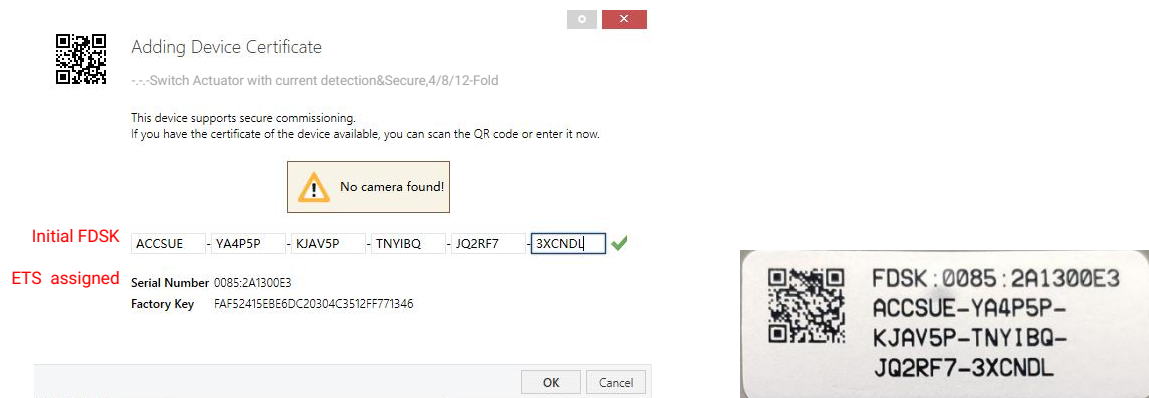 Adding Device Certificate
-.-.-Switch Actuator with current detection&Secure,4/8/12-Fold
This device supports secure commissioning.
If you have the certificate of the device available, you can scan the QR code or enter it now.
No camera found!
Initial FDSK ACCSUE - YA4P5P - KJAV5P - TNYIBQ - JQ2RF7 - 3XCNDL
ETS assigned
Serial Number 0085:2A1300E3
Factory Key FAF52415EBE6DC20304C3512FF771346
OK Cancel
FDSK:0085:2A1300E3
ACCSUE-YA4P5P-
KJAV5P-TNYIBQ-
JQ2RF7-3XCNDL